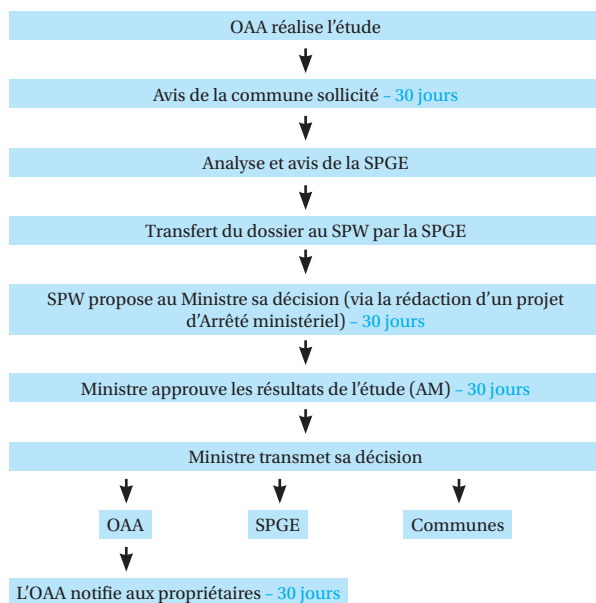 OAA réalise l'étude
Avis de la commune sollicité – 30 jours
Analyse et avis de la SPGE
Transfert du dossier au SPW par la SPGE
SPW propose au Ministre sa décision (via la rédaction d'un projet
d'Arrêté ministériel) – 30 jours
Ministre approuve les résultats de l'étude (AM) – 30 jours
Ministre transmet sa décision
OAA
SPGE
Communes
L'OAA notifie aux propriétaires – 30 jours